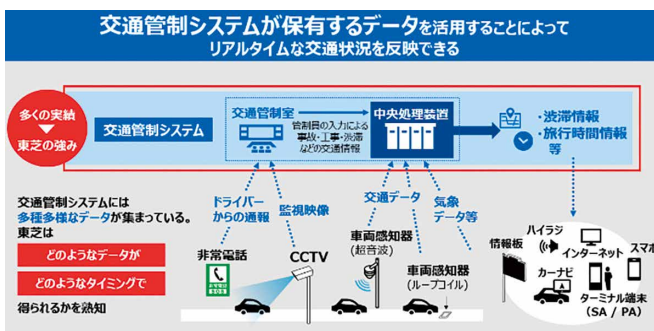 交通管制システムが保有するデータを活用することによって
リアルタイムな交通状況を反映できる
多くの実績
東芝の強み
交通管制システム
交通管制室
管制員の入力による
事故・工事・渋滞
などの交通情報
中央処理装置
・渋滞情報
・旅行時間情報
等
交通管制システムには
多種多様なデータが集まっている。
東芝は
どのようなデータが
どのようなタイミングで
得られるかを熟知
ドライバー
からの通報
監視映像
交通データ
気象
データ等
非常電話
CCTV
車両感知器
(超音波)
車両感知器
(ループコイル)
情報板
ハイラジ
インターネット
スマホ
カーナビ
ターミナル端末
(SA / PA)